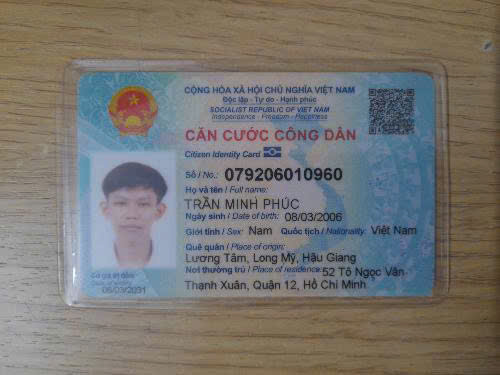 CỘNG HÒA XÃ HỘI CHỦ NGHĨA VIỆT NAM
Độc lập - Tự do - Hạnh phúc
SOCIALIST REPUBLIC OF VIET NAM
Independence - Freedom - Happiness
CĂN CƯỚC CÔNG DÂN
Citizen Identity Card
Số / No.: 079206010960
Họ và tên / Full name:
TRẦN MINH PHÚC
Ngày sinh / Date of birth: 08/03/2006
Giới tính / Sex: Nam Quốc tịch / Nationality: Việt Nam
Quê quán / Place of origin:
Lương Tâm, Long Mỹ, Hậu Giang
Nơi thường trú / Place of residence: 52 Tô Ngọc Vân
Thạnh Xuân, Quận 12, Hồ Chí Minh
Có giá trị đến
08/03/2031